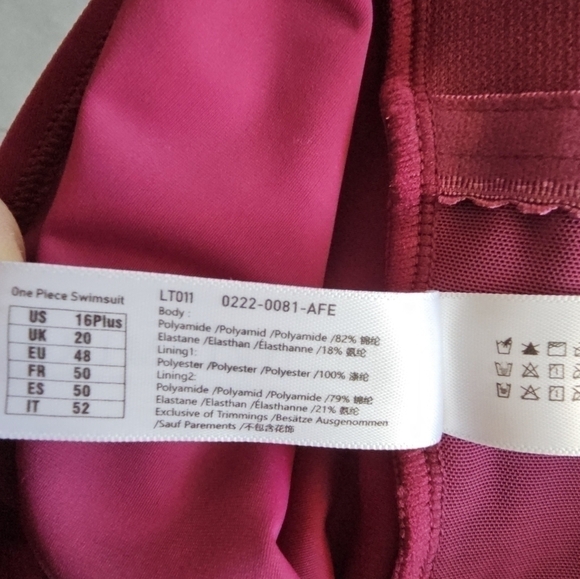 One Piece Swimsuit
US 16Plus
UK 20
EU 48
FR 50
ES 50
IT 52
LT011 0222-0081-AFE
Body :
Polyamide /Polyamid /Polyamide /82% 锦纶
Elastane /Elasthan /Élasthanne /18% 氨纶
Lining1:
Polyester /Polyester /Polyester /100% 涤纶
Lining2:
Polyamide /Polyamid /Polyamide /79% 锦纶
Elastane /Elasthan /Élasthanne /21% 氨纶
Exclusive of Trimmings /Besätze Ausgenommen
/Sauf Parements /不包含花饰